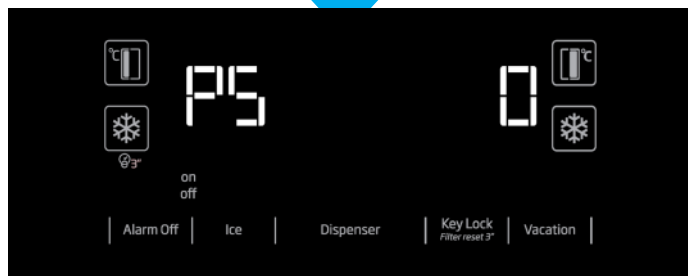 °C
°C
PS 0
3"
on
off
Alarm Off Ice Dispenser Key Lock Vacation
Filter reset 3"